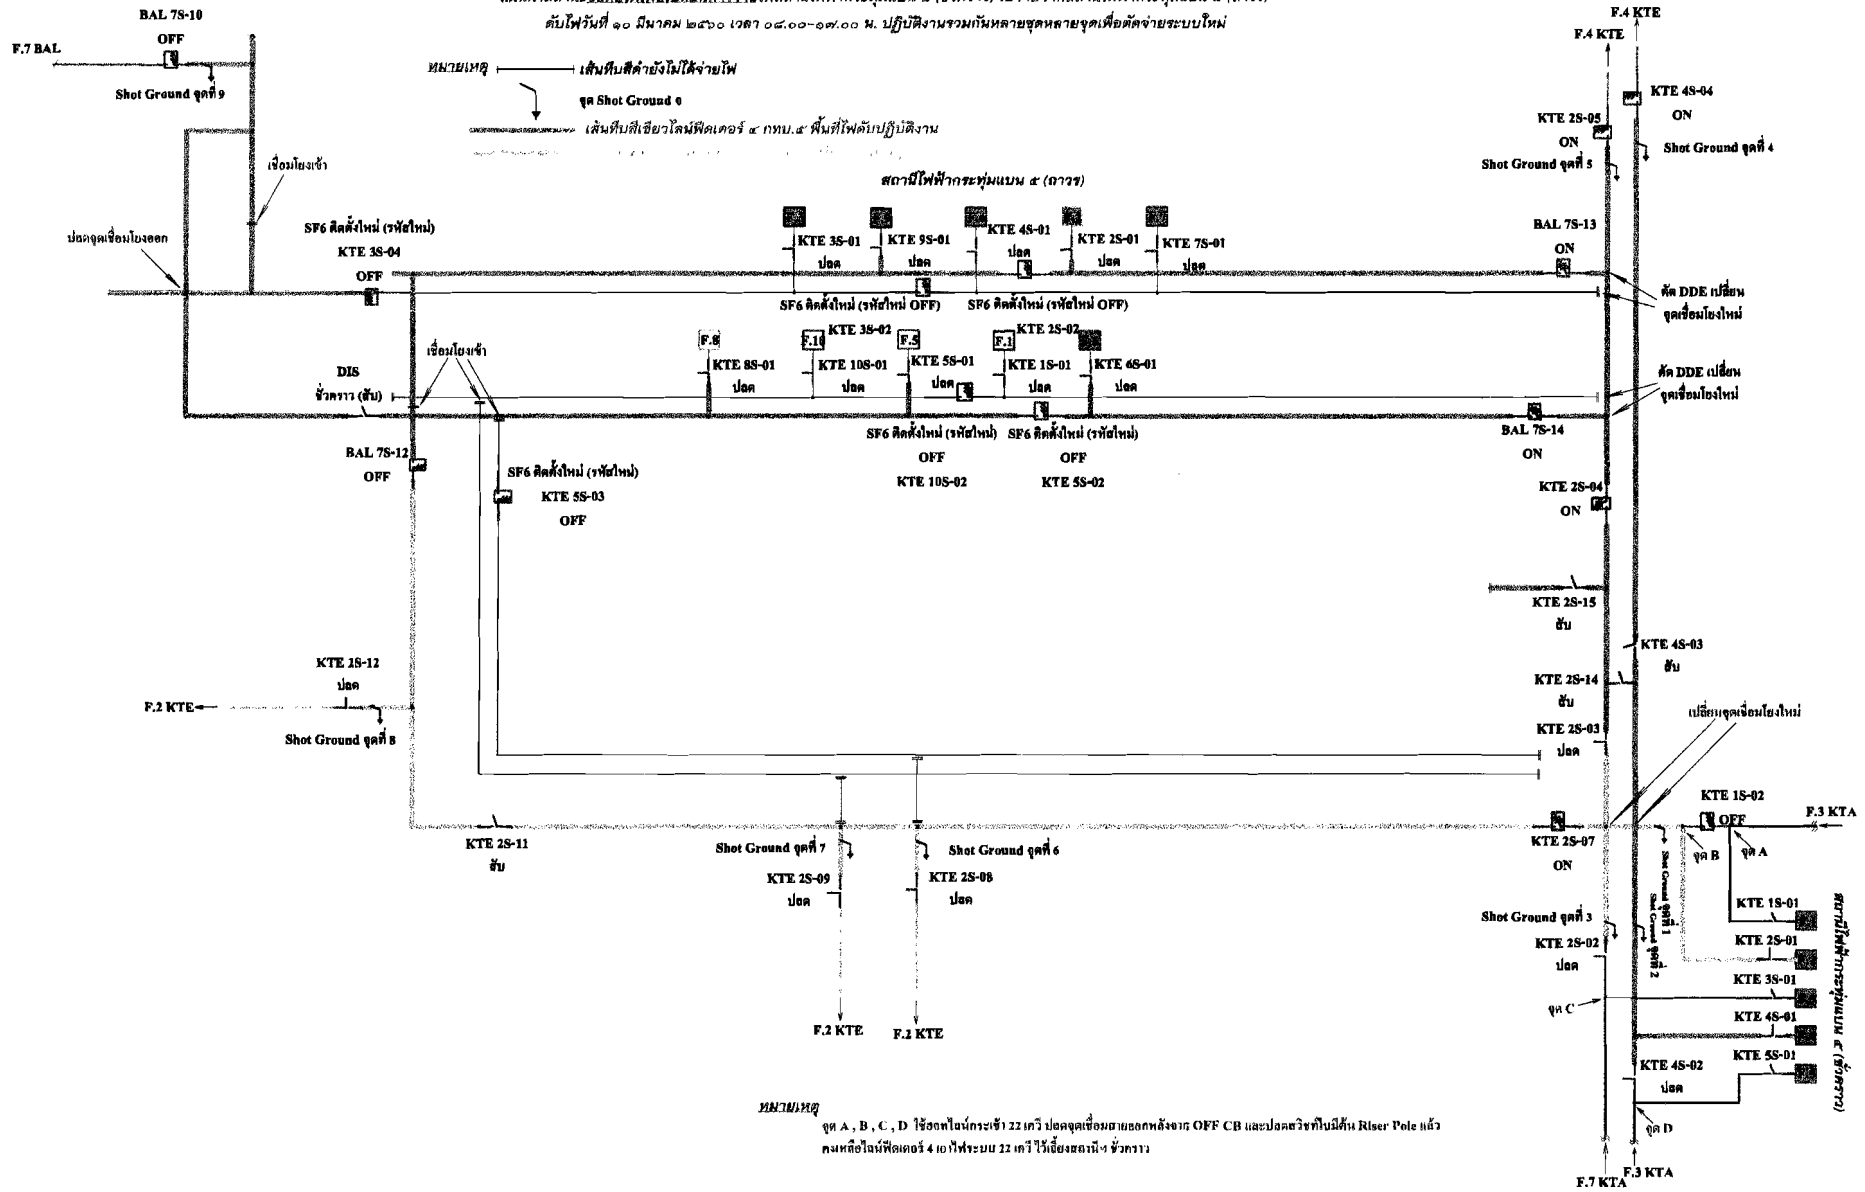 ดับไฟวันที่ ๑๐ มีนาคม ๒๕๖๐ เวลา ๐๘.๐๐-๑๗.๐๐ น. ปฏิบัติงานรวมกันหลายชุดหลายจุดเพื่อตัดจ่ายระบบใหม่
BAL 7S-10
OFF
F.7 BAL
Shot Ground จุดที่ 9
หมายเหตุ
เส้นทึบสีดำยังไม่ได้จ่ายไฟ
จุด Shot Ground
เส้นทึบสีเขียวไลน์ฟีดเดอร์ ๔ กทบ.๕ พื้นที่ไฟดับปฏิบัติงาน
F.4 KTE
F.4 KTE
KTE 4S-04
ON
KTE 2S-05
ON
Shot Ground จุดที่ 4
Shot Ground จุดที่ 5
เชื่อมโยงเข้า
ปลดจุดเชื่อมโยงออก
สถานีไฟฟ้ากระทุ่มแบน ๕ (ถาวร)
SF6 ติดตั้งใหม่ (รหัสใหม่)
KTE 3S-04
OFF
KTE 3S-01
ปลด
KTE 9S-01
ปลด
KTE 4S-01
ปลด
KTE 2S-01
ปลด
KTE 7S-01
ปลด
BAL 7S-13
ON
SF6 ติดตั้งใหม่ (รหัสใหม่ OFF)
SF6 ติดตั้งใหม่ (รหัสใหม่ OFF)
KTE 3S-02
KTE 2S-02
ตัด DDE เปลี่ยน
จุดเชื่อมโยงใหม่
เชื่อมโยงเข้า
F.8
F.10
F.5
F.1
KTE 8S-01
ปลด
KTE 10S-01
ปลด
KTE 5S-01
ปลด
KTE 1S-01
ปลด
KTE 6S-01
ปลด
DIS
ชั่วคราว (สับ)
ตัด DDE เปลี่ยน
จุดเชื่อมโยงใหม่
SF6 ติดตั้งใหม่ (รหัสใหม่)
OFF
KTE 10S-02
SF6 ติดตั้งใหม่ (รหัสใหม่)
OFF
KTE 5S-02
BAL 7S-14
ON
BAL 7S-12
OFF
SF6 ติดตั้งใหม่ (รหัสใหม่)
KTE 5S-03
OFF
KTE 2S-04
ON
KTE 2S-15
สับ
KTE 4S-03
สับ
KTE 2S-14
สับ
KTE 2S-12
ปลด
F.2 KTE
Shot Ground จุดที่ 8
KTE 2S-03
ปลด
เปลี่ยนจุดเชื่อมโยงใหม่
KTE 1S-02
OFF
F.3 KTA
KTE 2S-11
สับ
Shot Ground จุดที่ 7
Shot Ground จุดที่ 6
KTE 2S-09
ปลด
KTE 2S-08
ปลด
KTE 2S-07
ON
จุด B
จุด A
Shot Ground จุดที่ 1
Shot Ground จุดที่ 2
Shot Ground จุดที่ 3
KTE 2S-02
ปลด
KTE 1S-01
KTE 2S-01
KTE 3S-01
KTE 4S-01
KTE 5S-01
สถานีไฟฟ้ากระทุ่มแบน ๕ (ชั่วคราว)
จุด C
F.2 KTE
F.2 KTE
KTE 4S-02
ปลด
จุด D
F.7 KTA
F.3 KTA
หมายเหตุ
จุด A , B , C , D ใช้ฮอทไลน์กระเช้า 22 เควี ปลดจุดเชื่อมสายออกหลังจาก OFF CB และปลดสวิชท์ใบมีดต้น Riser Pole แล้ว
คงเหลือไลน์ฟีดเดอร์ 4 เอาไฟระบบ 22 เควี ไว้เลี้ยงสถานีฯ ชั่วคราว